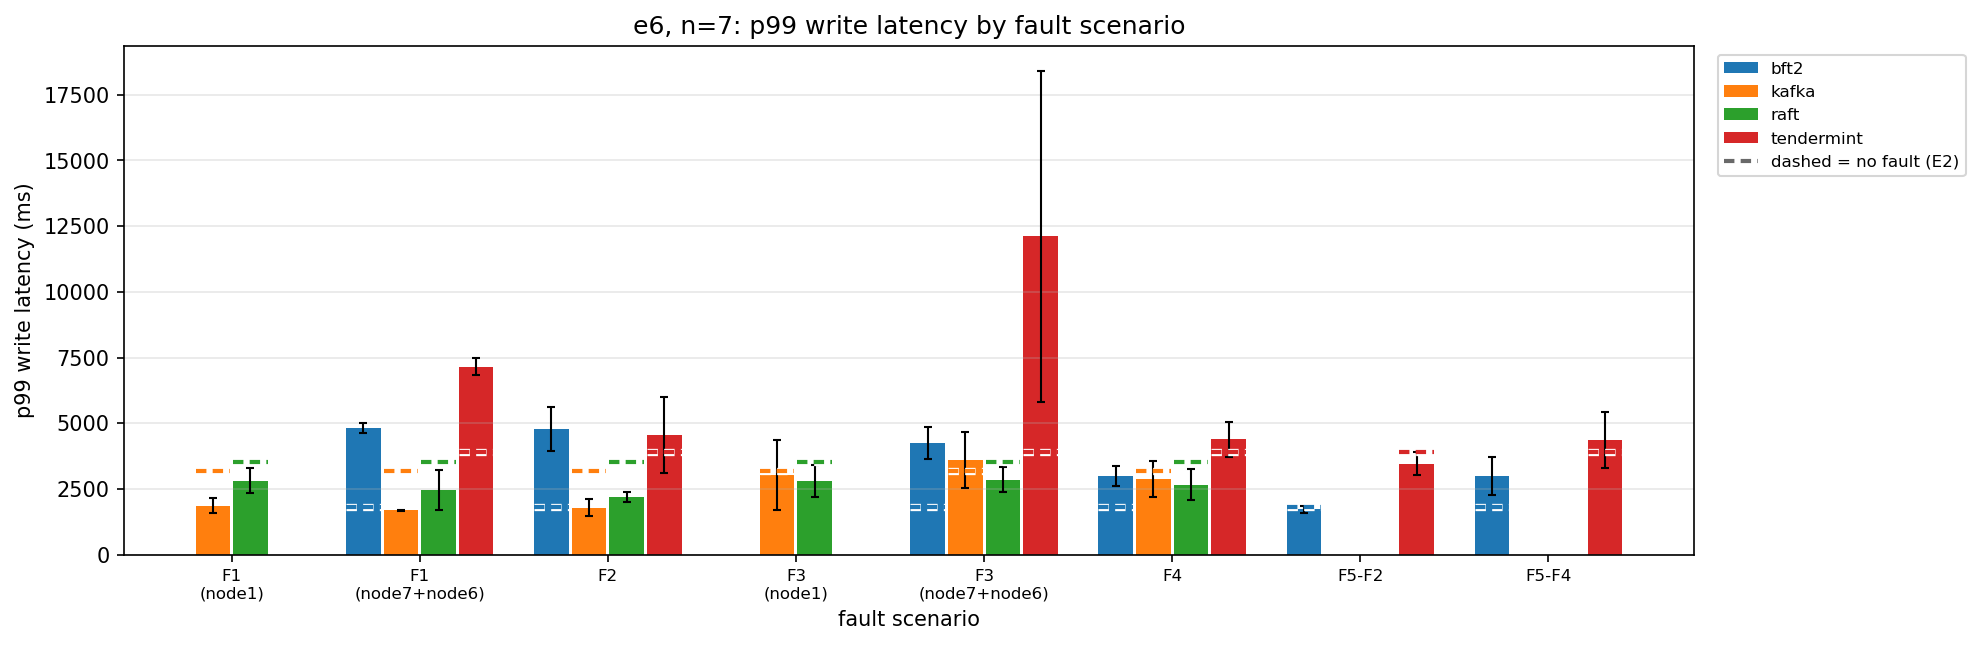 e6, n=7: p99 write latency by fault scenario
p99 write latency (ms)
17500
15000
12500
10000
7500
5000
2500
0
F1
(node1)
F1
(node7+node6)
F2
F3
(node1)
F3
(node7+node6)
F4
F5-F2
F5-F4
fault scenario
bft2
kafka
raft
tendermint
dashed = no fault (E2)